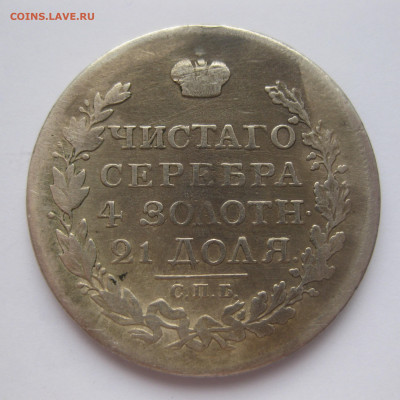 COINS.LAVE.RU
ЧИСТАГО
СЕРЕБРА
4 ЗОЛОТН·
21 ДОЛЯ.
С.П.Б.